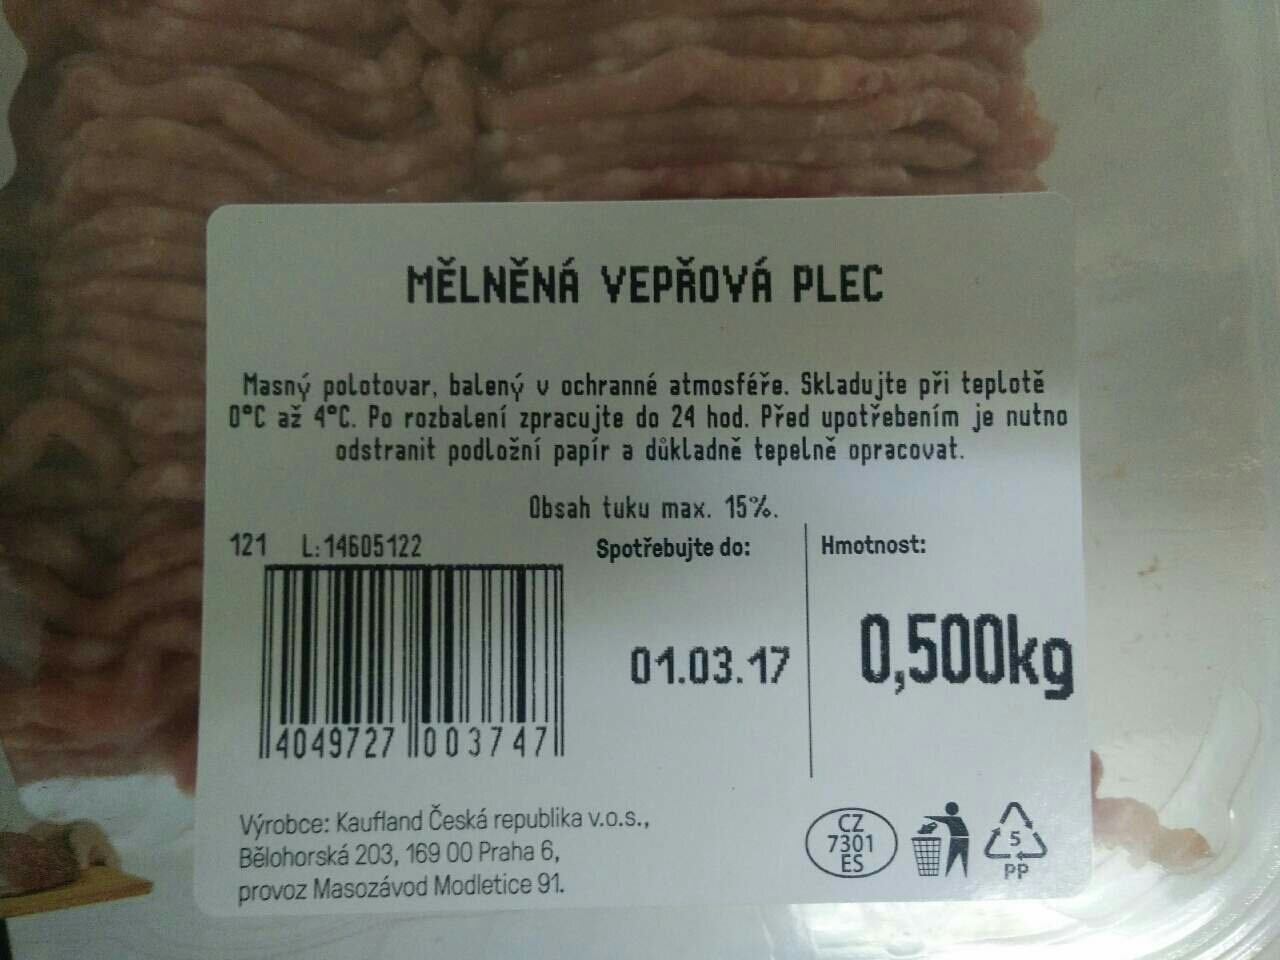 MĚLNĚNÁ VEPŘOVÁ PLEC
Masný polotovar, balený v ochranné atmosféře. Skladujte při teplotě
0°C až 4°C. Po rozbalení zpracujte do 24 hod. Před upotřebením je nutno
odstranit podložní papír a důkladně tepelně opracovat.
Obsah tuku max. 15%.
121 L:14605122
Spotřebujte do:
Hmotnost:
01.03.17
0,500kg
4049727 003747
Výrobce: Kaufland Česká republika v.o.s.,
Bělohorská 203, 169 00 Praha 6,
provoz Masozávod Modletice 91.
CZ
7301
ES
5
PP